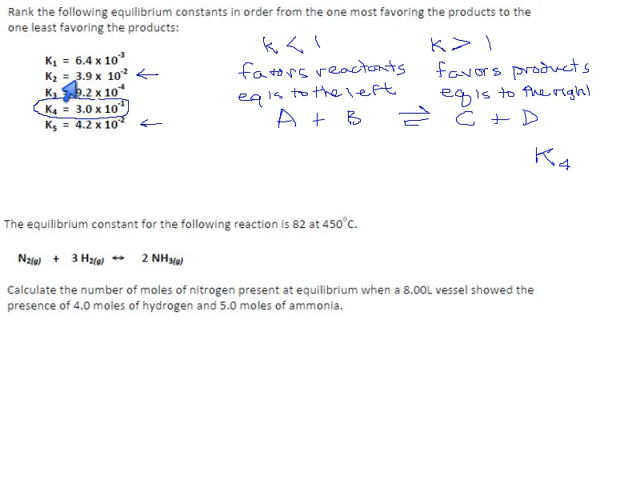 Rank the following equilibrium constants in order from the one most favoring the products to the
one least favoring the products:
K₁ = 6.4 x 10⁻³
K₂ = 3.9 x 10⁻² ←
K₃ 9.2 x 10⁻⁴
K₄ = 3.0 x 10⁻¹
K₅ = 4.2 x 10⁻² ←
K < 1
favors reactants
eq is to the left
K > 1
favors products
eq is to the right
A + B ⇌ C + D
K₄
The equilibrium constant for the following reaction is 82 at 450°C.
N₂(g) + 3 H₂(g) ↔ 2 NH₃(g)
Calculate the number of moles of nitrogen present at equilibrium when a 8.00L vessel showed the
presence of 4.0 moles of hydrogen and 5.0 moles of ammonia.